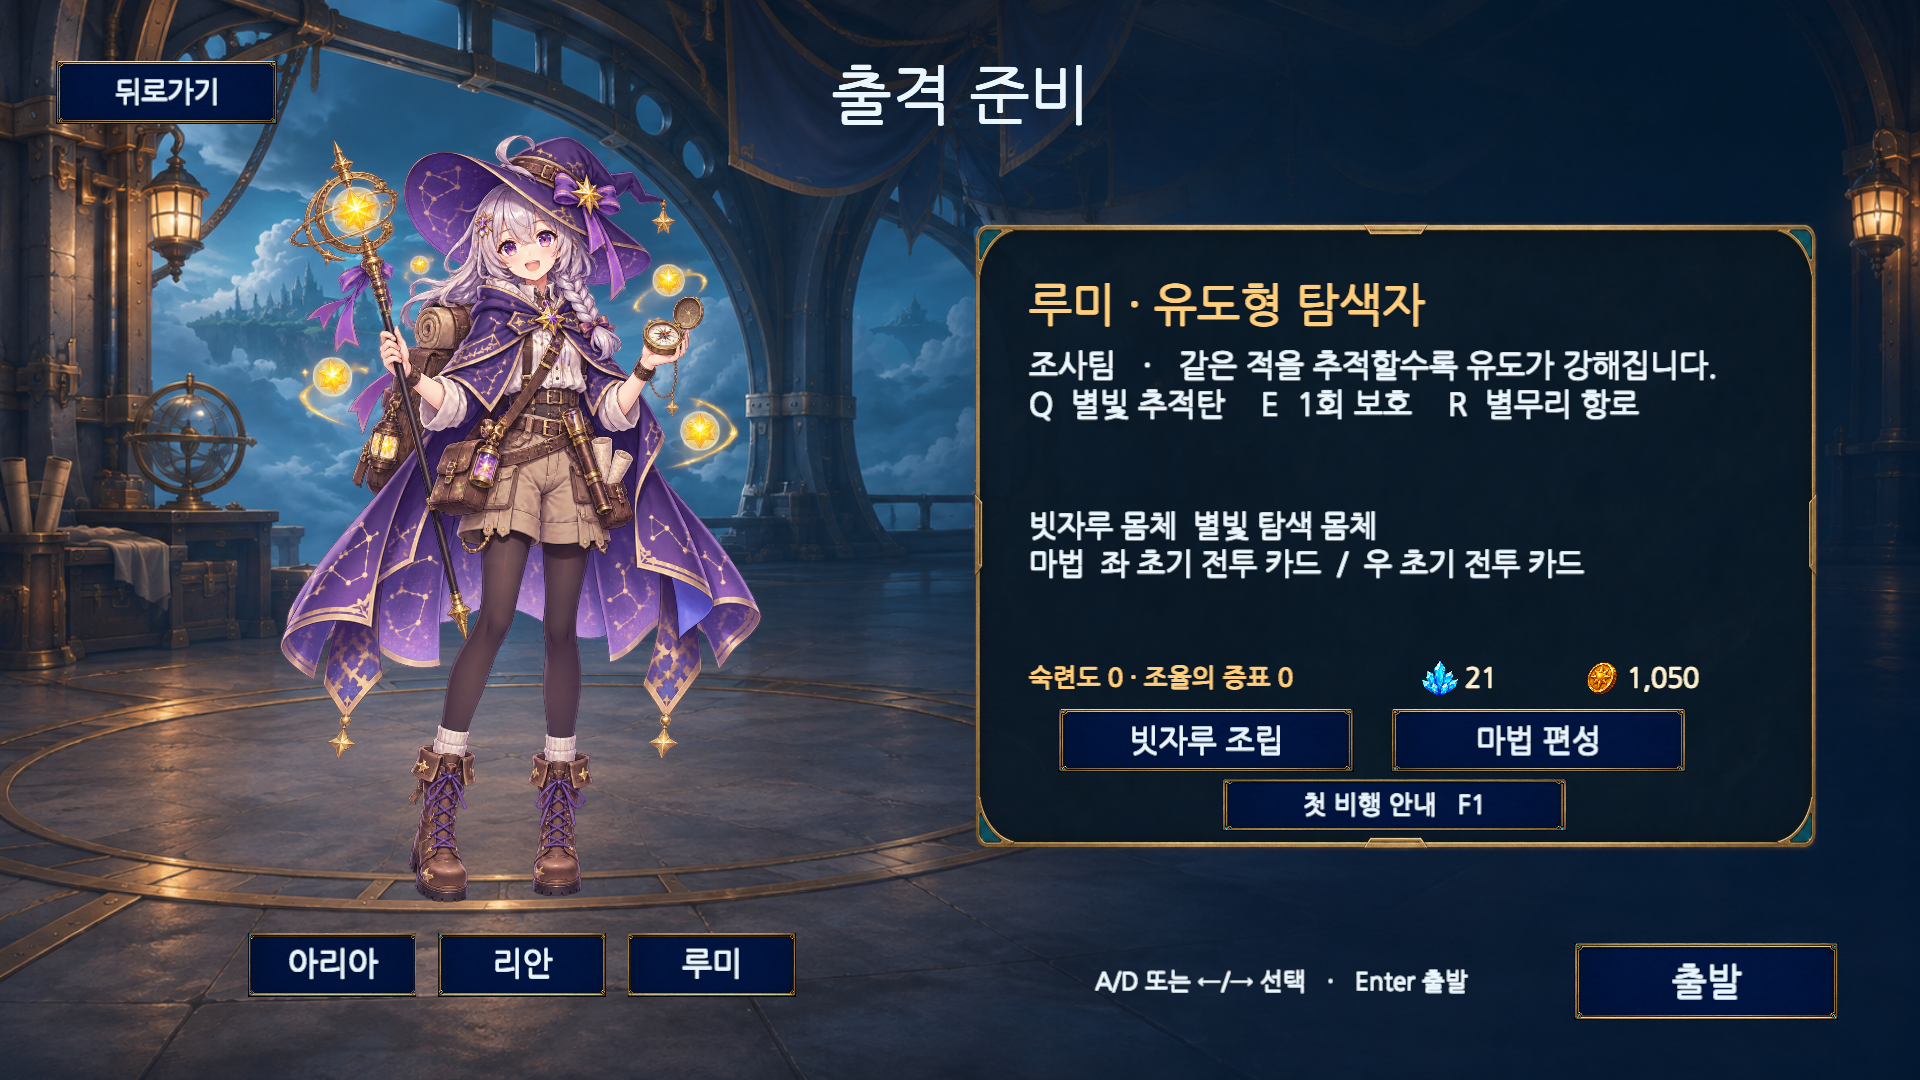 뒤로가기
출격 준비
루미 · 유도형 탐색자
조사팀 · 같은 적을 추적할수록 유도가 강해집니다.
Q 별빛 추적탄 E 1회 보호 R 별무리 항로
빗자루 몸체 별빛 탐색 몸체
마법 좌 초기 전투 카드 / 우 초기 전투 카드
숙련도 0 · 조율의 증표 0 21 1,050
빗자루 조립 마법 편성
첫 비행 안내 F1
아리아 리안 루미
A/D 또는 ←/→ 선택 · Enter 출발
출발